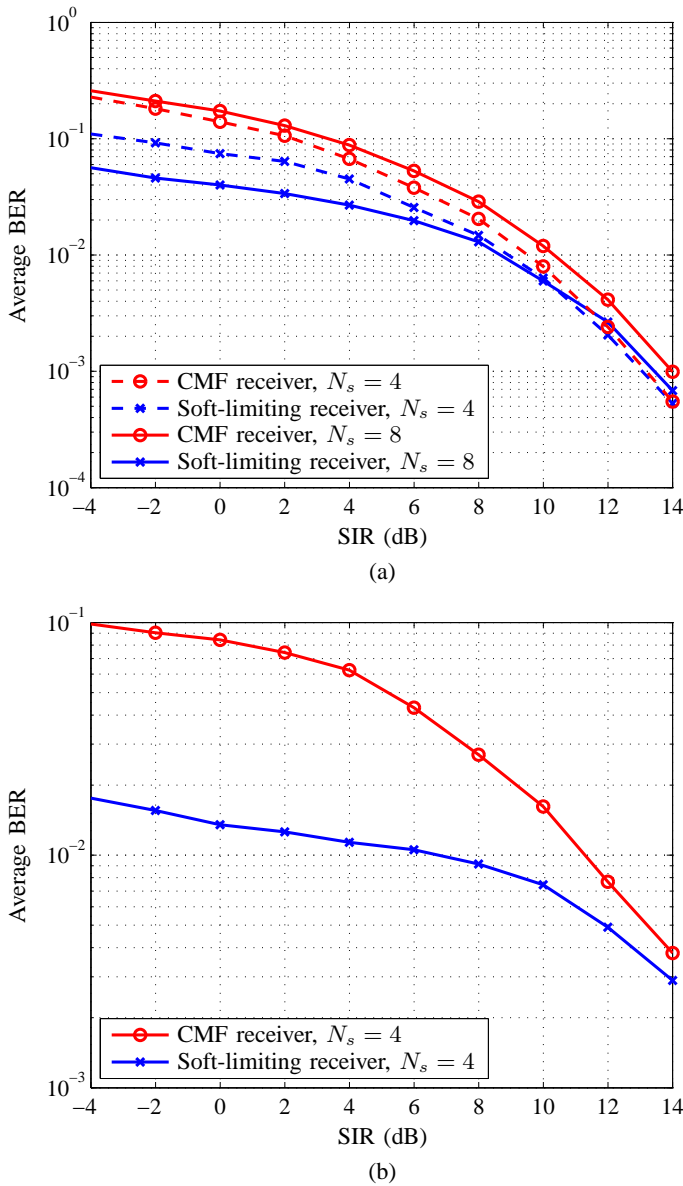 10^0
10^−1
10^−2
10^−3
10^−4
Average BER
CMF receiver, N_s = 4
Soft-limiting receiver, N_s = 4
CMF receiver, N_s = 8
Soft-limiting receiver, N_s = 8
−4 −2 0 2 4 6 8 10 12 14
SIR (dB)
(a)
10^−1
10^−2
10^−3
Average BER
CMF receiver, N_s = 4
Soft-limiting receiver, N_s = 4
−4 −2 0 2 4 6 8 10 12 14
SIR (dB)
(b)